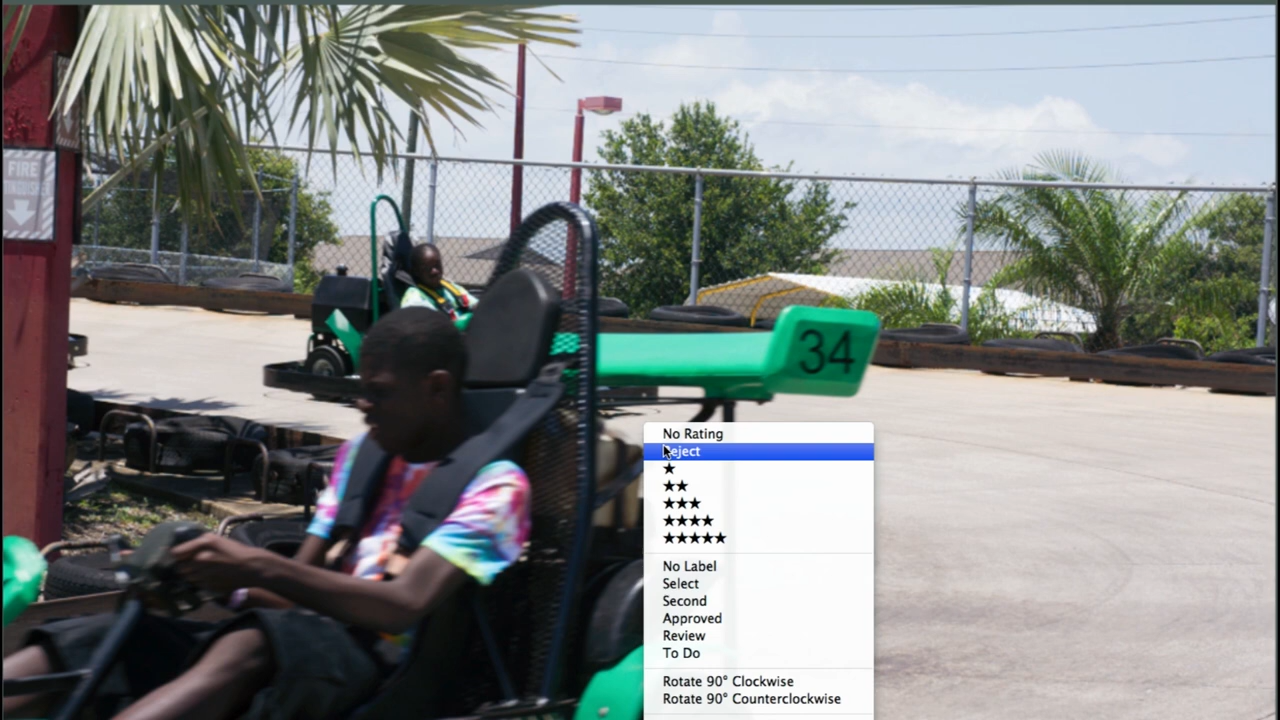 FIRE
34
No Rating
Reject
★
★★
★★★
★★★★
★★★★★
No Label
Select
Second
Approved
Review
To Do
Rotate 90° Clockwise
Rotate 90° Counterclockwise